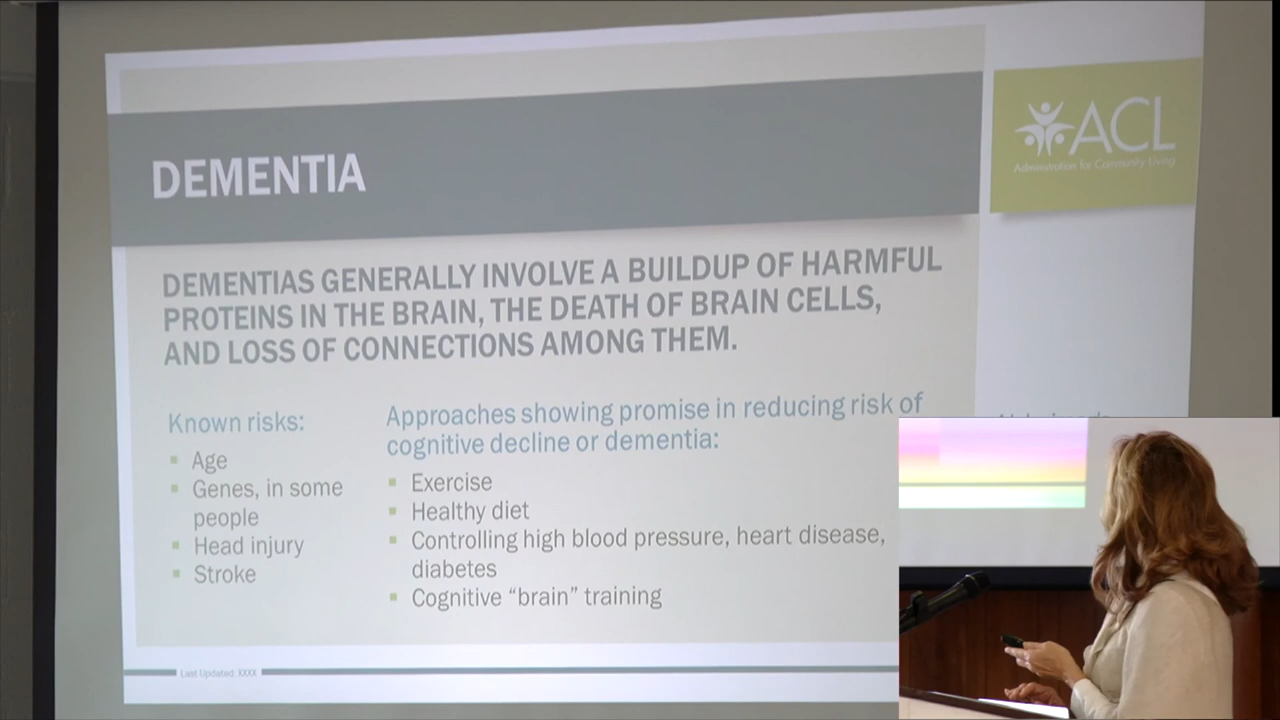 DEMENTIA
ACL
Administration for Community Living
DEMENTIAS GENERALLY INVOLVE A BUILDUP OF HARMFUL
PROTEINS IN THE BRAIN, THE DEATH OF BRAIN CELLS,
AND LOSS OF CONNECTIONS AMONG THEM.
Known risks:
Age
Genes, in some
people
Head injury
Stroke
Approaches showing promise in reducing risk of
cognitive decline or dementia:
Exercise
Healthy diet
Controlling high blood pressure, heart disease,
diabetes
Cognitive “brain” training
Last Updated: XXXX